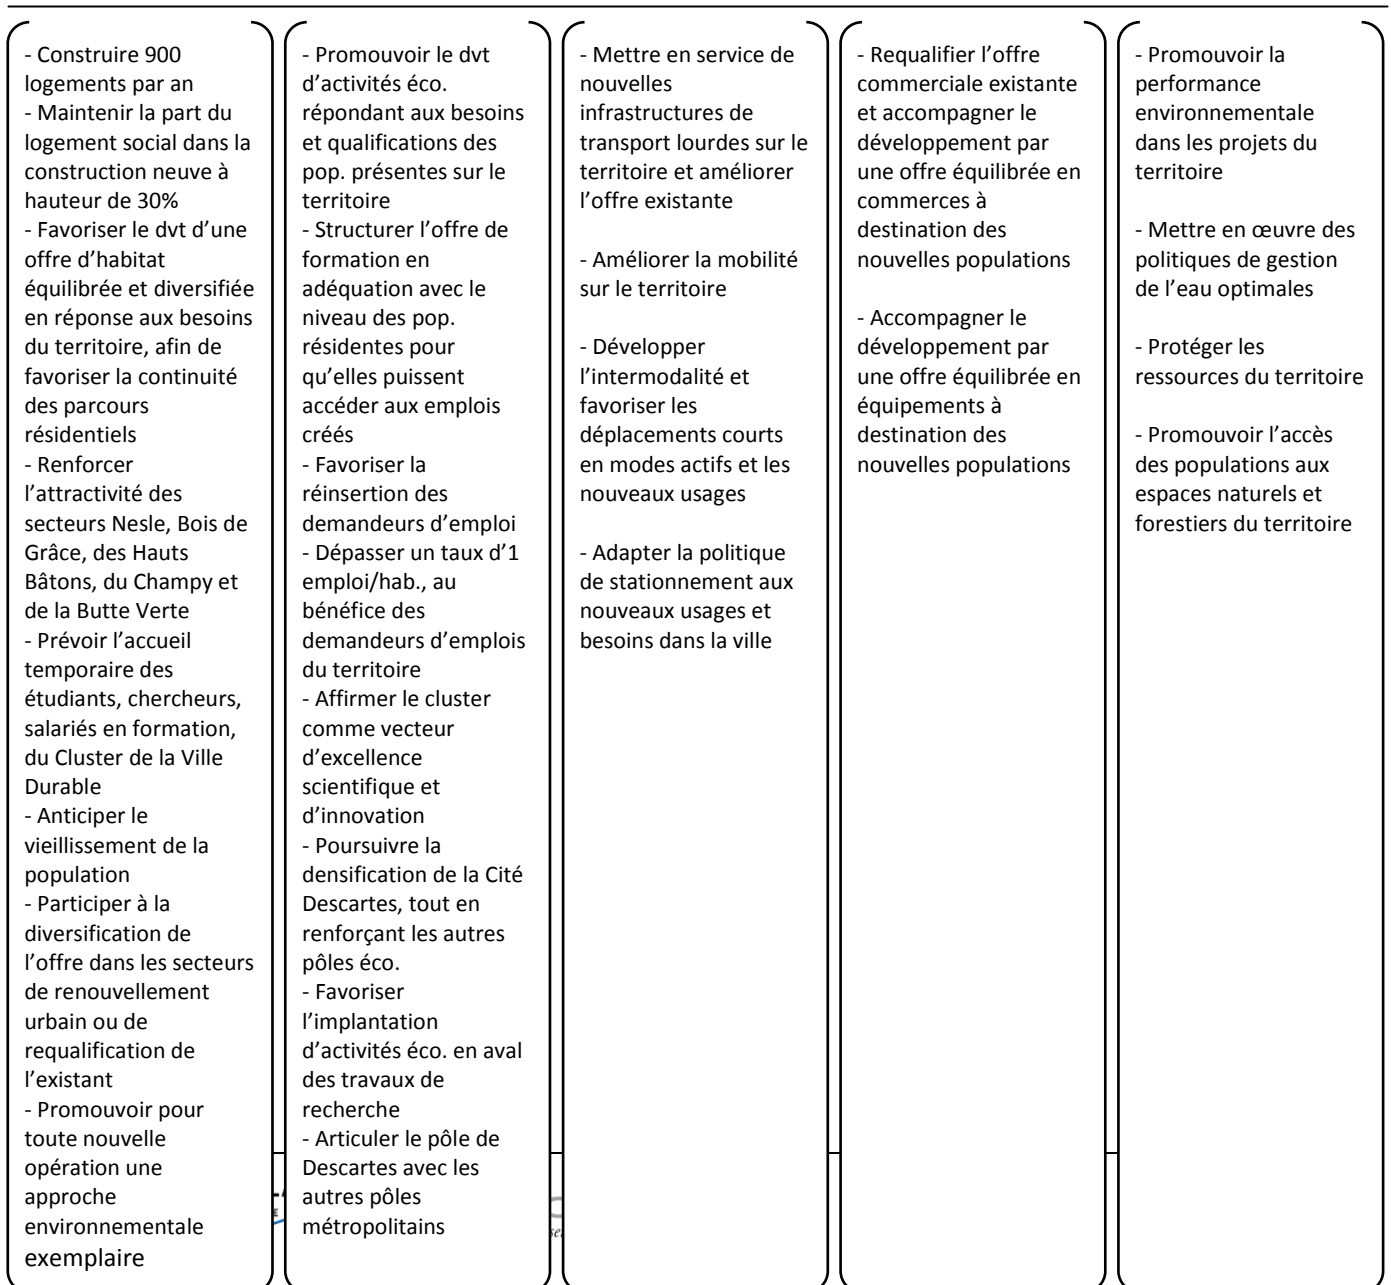 - Construire 900
logements par an
- Maintenir la part du
logement social dans la
construction neuve à
hauteur de 30%
- Favoriser le dvt d’une
offre d’habitat
équilibrée et diversifiée
en réponse aux besoins
du territoire, afin de
favoriser la continuité
des parcours
résidentiels
- Renforcer
l’attractivité des
secteurs Nesle, Bois de
Grâce, des Hauts
Bâtons, du Champy et
de la Butte Verte
- Prévoir l’accueil
temporaire des
étudiants, chercheurs,
salariés en formation,
du Cluster de la Ville
Durable
- Anticiper le
vieillissement de la
population
- Participer à la
diversification de
l’offre dans les secteurs
de renouvellement
urbain ou de
requalification de
l’existant
- Promouvoir pour
toute nouvelle
opération une
approche
environnementale
exemplaire
- Promouvoir le dvt
d’activités éco.
répondant aux besoins
et qualifications des
pop. présentes sur le
territoire
- Structurer l’offre de
formation en
adéquation avec le
niveau des pop.
résidentes pour
qu’elles puissent
accéder aux emplois
créés
- Favoriser la
réinsertion des
demandeurs d’emploi
- Dépasser un taux d’1
emploi/hab., au
bénéfice des
demandeurs d’emplois
du territoire
- Affirmer le cluster
comme vecteur
d’excellence
scientifique et
d’innovation
- Poursuivre la
densification de la Cité
Descartes, tout en
renforçant les autres
pôles éco.
- Favoriser
l’implantation
d’activités éco. en aval
des travaux de
recherche
- Articuler le pôle de
Descartes avec les
autres pôles
métropolitains
- Mettre en service de
nouvelles
infrastructures de
transport lourdes sur le
territoire et améliorer
l’offre existante
- Améliorer la mobilité
sur le territoire
- Développer
l’intermodalité et
favoriser les
déplacements courts
en modes actifs et les
nouveaux usages
- Adapter la politique
de stationnement aux
nouveaux usages et
besoins dans la ville
- Requalifier l’offre
commerciale existante
et accompagner le
développement par
une offre équilibrée en
commerces à
destination des
nouvelles populations
- Accompagner le
développement par
une offre équilibrée en
équipements à
destination des
nouvelles populations
- Promouvoir la
performance
environnementale
dans les projets du
territoire
- Mettre en œuvre des
politiques de gestion
de l’eau optimales
- Protéger les
ressources du territoire
- Promouvoir l’accès
des populations aux
espaces naturels et
forestiers du territoire